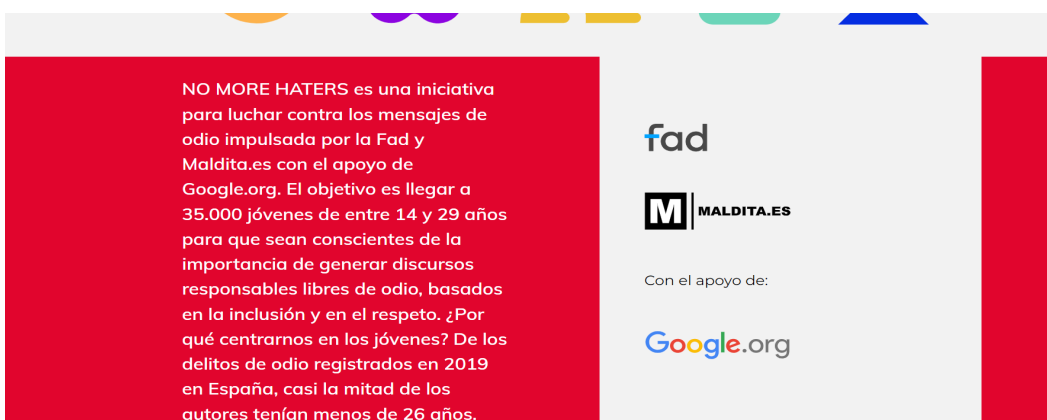 NO MORE HATERS es una iniciativa
para luchar contra los mensajes de
odio impulsada por la Fad y
Maldita.es con el apoyo de
Google.org. El objetivo es llegar a
35.000 jóvenes de entre 14 y 29 años
para que sean conscientes de la
importancia de generar discursos
responsables libres de odio, basados
en la inclusión y en el respeto. ¿Por
qué centrarnos en los jóvenes? De los
delitos de odio registrados en 2019
en España, casi la mitad de los
autores tenían menos de 26 años.
fad
M MALDITA.ES
Con el apoyo de:
Google.org